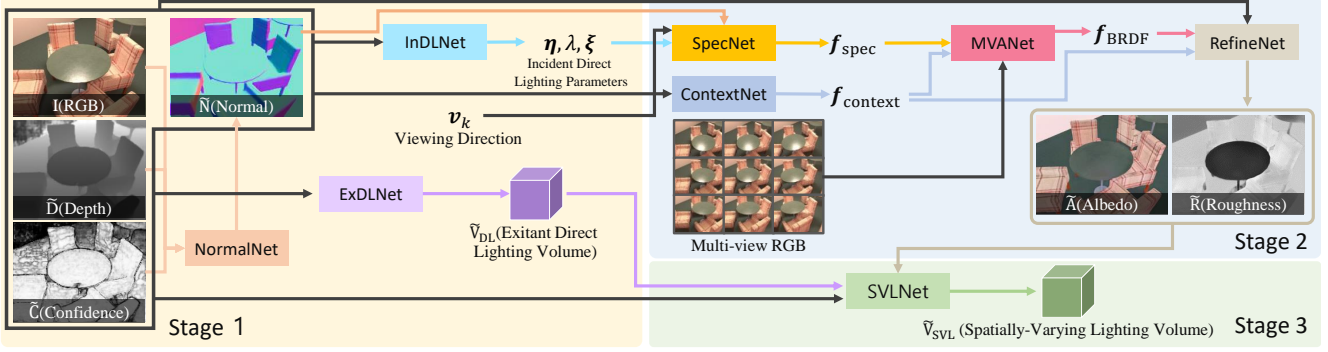 I(RGB)
Ñ(Normal)
D̃(Depth)
C̃(Confidence)
NormalNet
InDLNet
η, λ, ξ
Incident Direct
Lighting Parameters
v_k
Viewing Direction
ExDLNet
Ṽ_DL(Exitant Direct
Lighting Volume)
Stage 1
SpecNet
f_spec
MVANet
f_BRDF
RefineNet
ContextNet
f_context
Multi-view RGB
Ã(Albedo)
R̃(Roughness)
Stage 2
SVLNet
Ṽ_SVL (Spatially-Varying Lighting Volume)
Stage 3